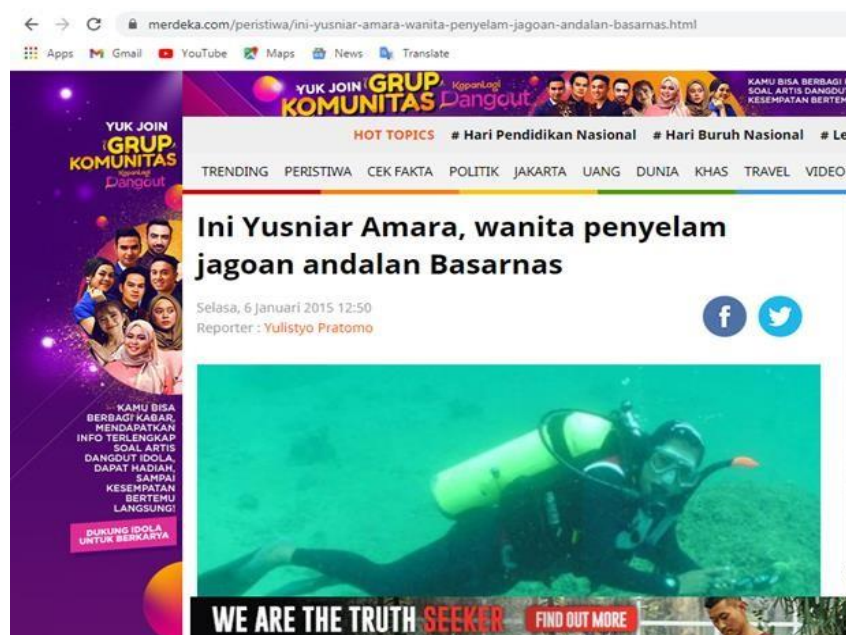 merdeka.com/peristiwa/ini-yusniar-amara-wanita-penyelam-jagoan-andalan-basarnas.html
Apps Gmail YouTube Maps News Translate
YUK JOIN GRUP KapanLagi
KOMUNITAS Dangdut
KAMU BISA BERBAGI
SOAL ARTIS DANGDU
KESEMPATAN BERTEM
YUK JOIN
GRUP
KOMUNITAS
KapanLagi
Dangdut
KAMU BISA
BERBAGI KABAR,
MENDAPATKAN
INFO TERLENGKAP
SOAL ARTIS
DANGDUT IDOLA,
DAPAT HADIAH,
SAMPAI
KESEMPATAN
BERTEMU
LANGSUNG!
DUKUNG IDOLA
UNTUK BERKARYA
HOT TOPICS # Hari Pendidikan Nasional # Hari Buruh Nasional # Le
TRENDING PERISTIWA CEK FAKTA POLITIK JAKARTA UANG DUNIA KHAS TRAVEL VIDEO
Ini Yusniar Amara, wanita penyelam
jagoan andalan Basarnas
Selasa, 6 Januari 2015 12:50
Reporter : Yulistyo Pratomo
WE ARE THE TRUTH SEEKER FIND OUT MORE